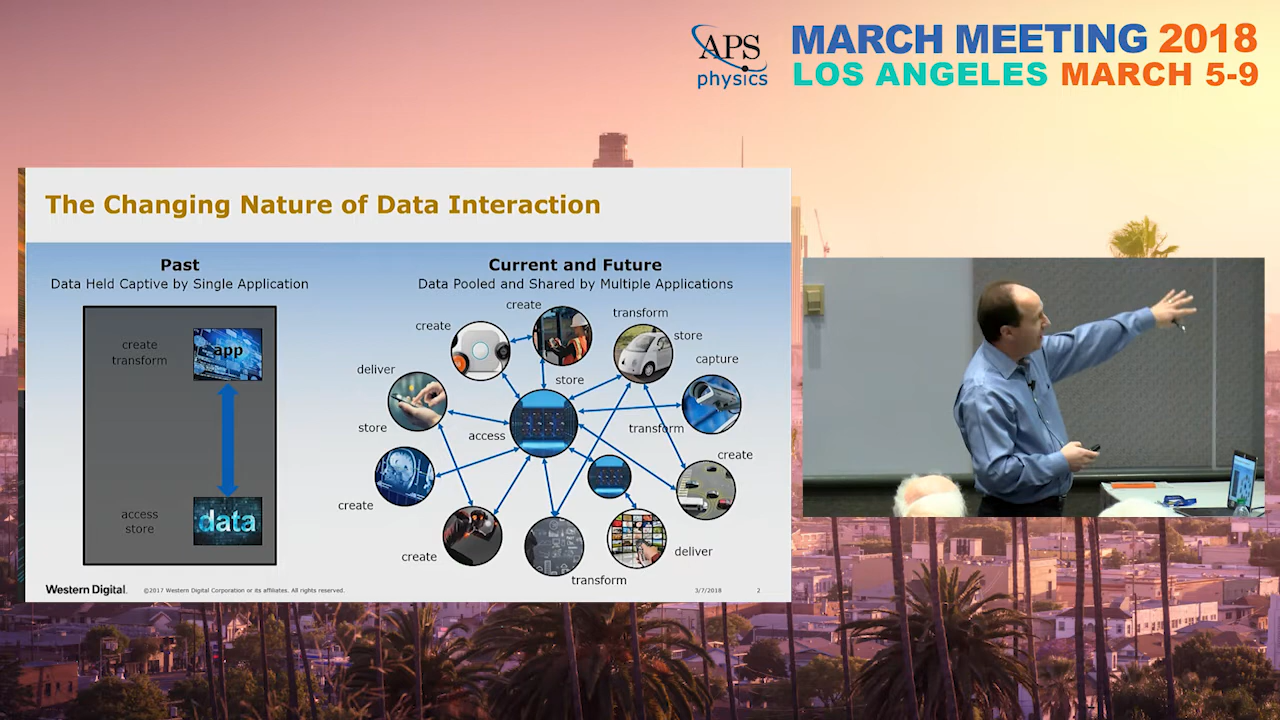 APS
physics
MARCH MEETING 2018
LOS ANGELES MARCH 5-9
The Changing Nature of Data Interaction
Past
Data Held Captive by Single Application
create
transform
app
access
store
data
Current and Future
Data Pooled and Shared by Multiple Applications
create
create
transform
store
capture
deliver
store
store
access
transform
create
create
create
deliver
transform
Western Digital.
©2017 Western Digital Corporation or its affiliates. All rights reserved.
3/7/2018
2